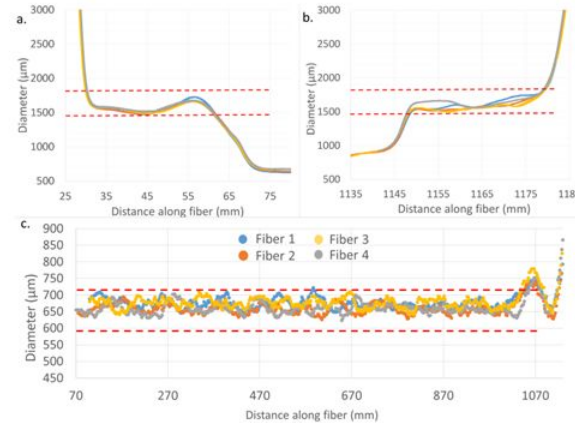 a.
3000
2500
2000
1500
1000
500
Diameter (µm)
25 35 45 55 65 75
Distance along fiber (mm)
b.
3000
2500
2000
1500
1000
500
Diameter (µm)
1135 1145 1155 1165 1175 118
Distance along fiber (mm)
c.
900
850
800
750
700
650
600
550
500
450
Diameter (µm)
Fiber 1 Fiber 3
Fiber 2 Fiber 4
70 270 470 670 870 1070
Distance along fiber (mm)